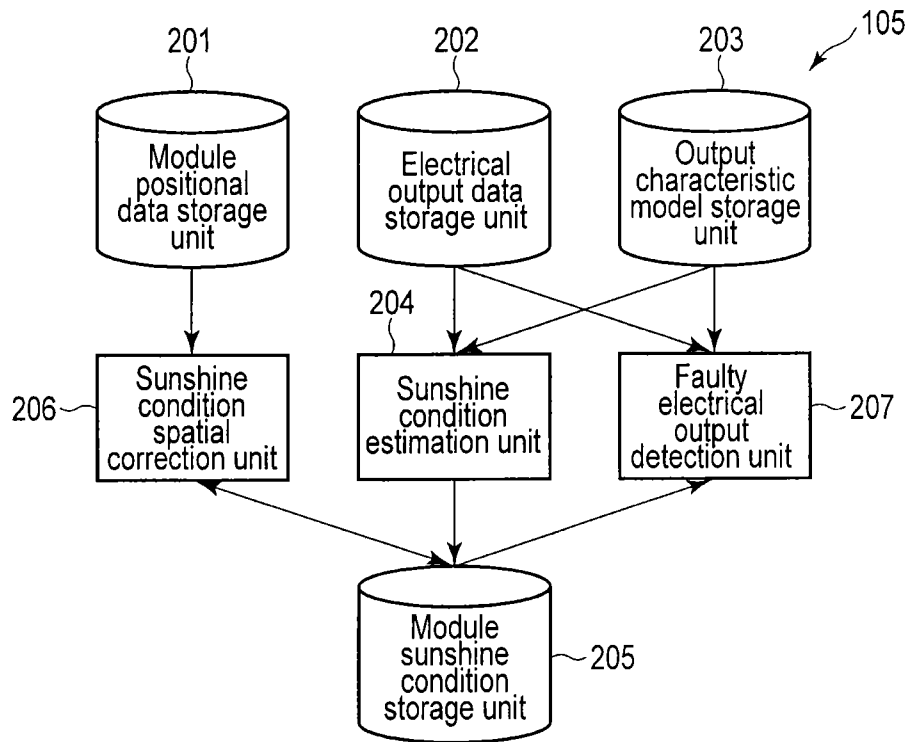 105
201
202
203
Module
positional
data storage
unit
Electrical
output data
storage unit
Output
characteristic
model storage
unit
204
206
Sunshine
condition
spatial
correction unit
Sunshine
condition
estimation unit
Faulty
electrical
output
detection unit
207
Module
sunshine
condition
storage unit
205